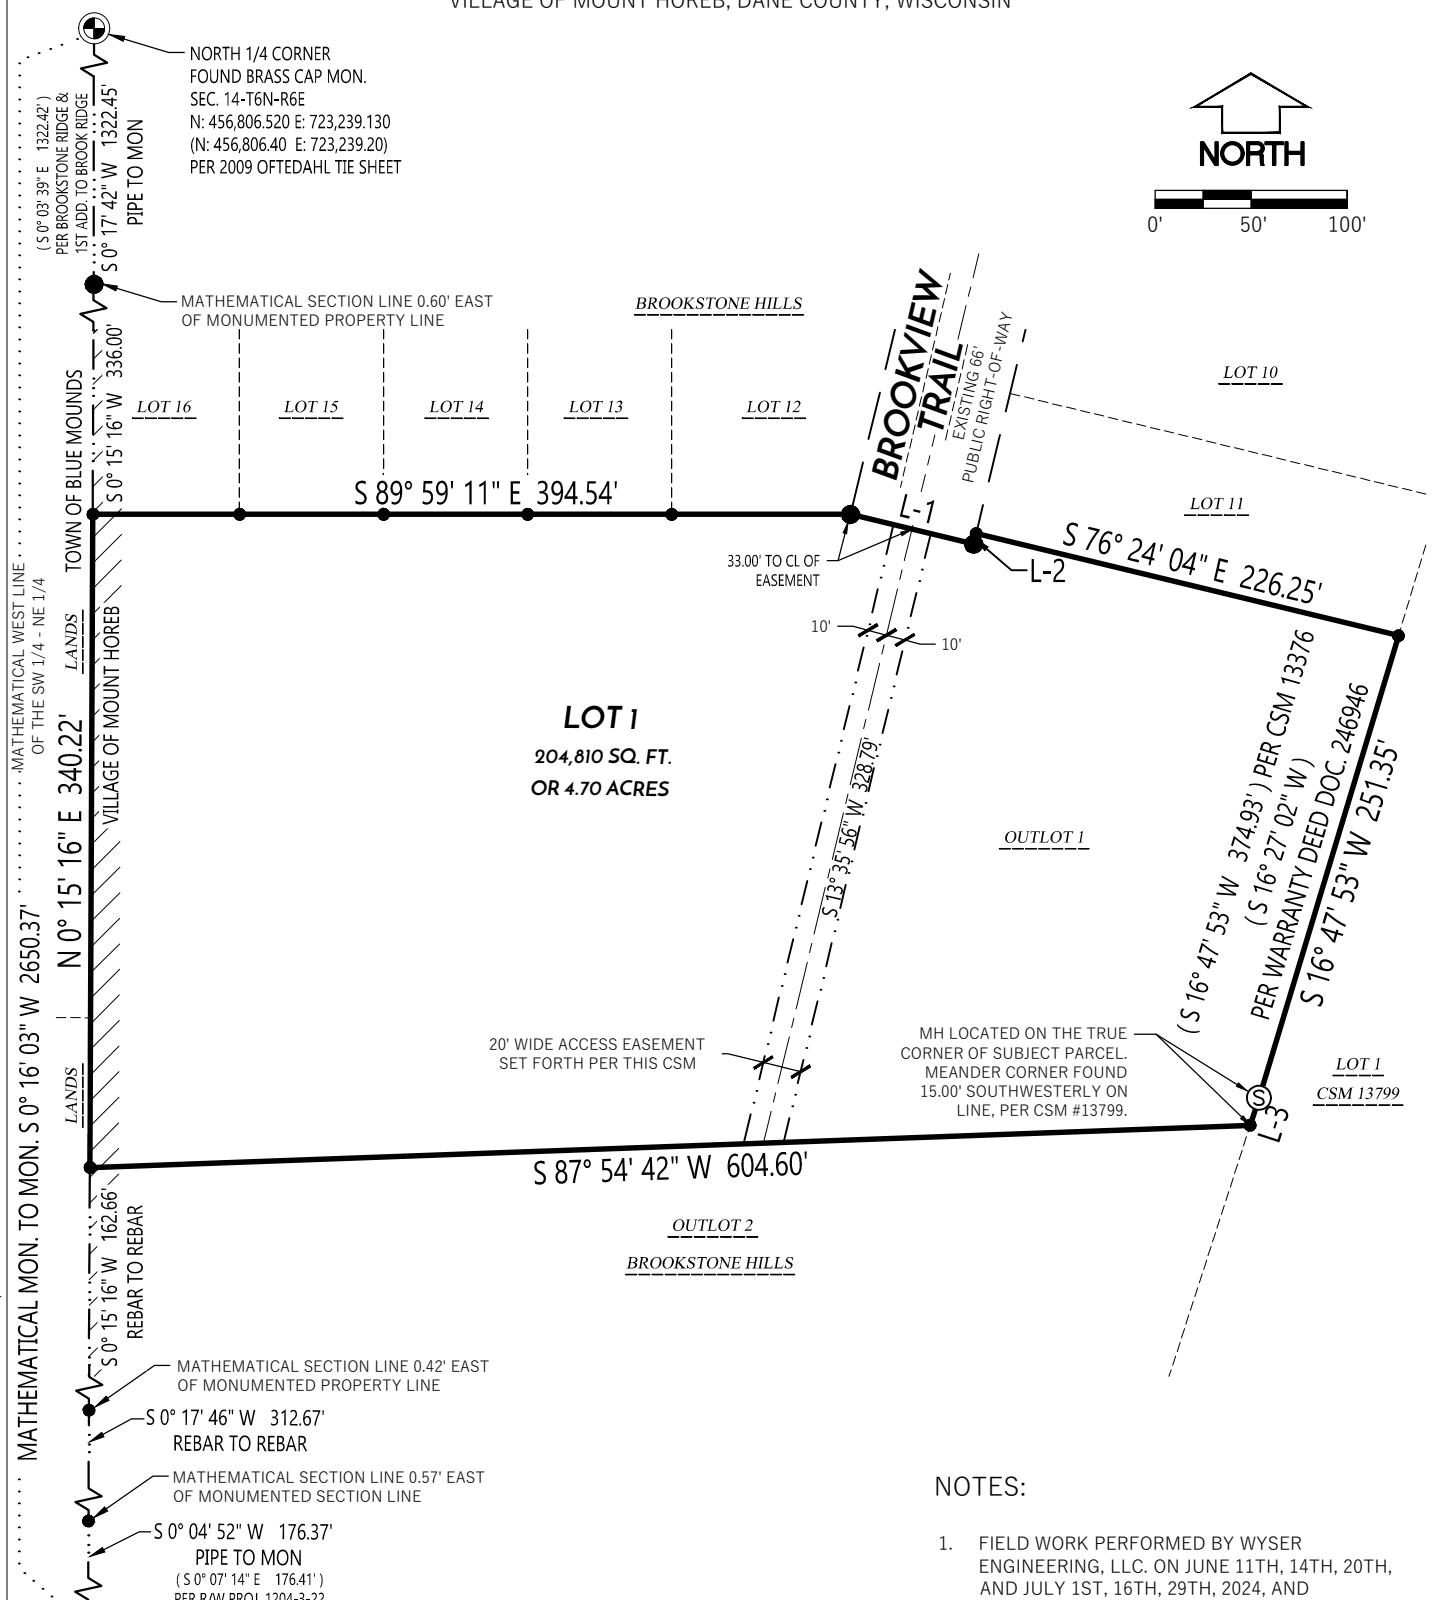 VILLAGE OF MOUNT HOREB, DANE COUNTY, WISCONSIN
NORTH 1/4 CORNER
FOUND BRASS CAP MON.
SEC. 14-T6N-R6E
N: 456,806.520 E: 723,239.130
(N: 456,806.40 E: 723,239.20)
PER 2009 OFTEDAHL TIE SHEET
( S 0° 03' 39" E 1322.42' )
PER BROOKSTONE RIDGE &
1ST ADD. TO BROOK RIDGE
S 0° 17' 42" W 1322.45'
PIPE TO MON
NORTH
0' 50' 100'
MATHEMATICAL SECTION LINE 0.60' EAST
OF MONUMENTED PROPERTY LINE
BROOKSTONE HILLS
S 0° 15' 16" W 336.00'
TOWN OF BLUE MOUNDS
LOT 16
LOT 15
LOT 14
LOT 13
LOT 12
BROOKVIEW
TRAIL
EXISTING 66'
PUBLIC RIGHT-OF-WAY
LOT 10
LOT 11
S 89° 59' 11" E 394.54'
L-1
33.00' TO CL OF
EASEMENT
L-2
S 76° 24' 04" E 226.25'
10'
10'
MATHEMATICAL WEST LINE
OF THE SW 1/4 - NE 1/4
LANDS
VILLAGE OF MOUNT HOREB
N 0° 15' 16" E 340.22'
LOT 1
204,810 SQ. FT.
OR 4.70 ACRES
S 13° 35' 56" W 328.79'
OUTLOT 1
( S 16° 47' 53" W 374.93' ) PER CSM 13376
( S 16° 27' 02" W )
PER WARRANTY DEED DOC. 246946
S 16° 47' 53" W 251.35'
20' WIDE ACCESS EASEMENT
SET FORTH PER THIS CSM
MH LOCATED ON THE TRUE
CORNER OF SUBJECT PARCEL.
MEANDER CORNER FOUND
15.00' SOUTHWESTERLY ON
LINE, PER CSM #13799.
S
L-3
LOT 1
CSM 13799
LANDS
S 87° 54' 42" W 604.60'
OUTLOT 2
BROOKSTONE HILLS
MATHEMATICAL MON. TO MON. S 0° 16' 03" W 2650.37'
S 0° 15' 16" W 162.66'
REBAR TO REBAR
MATHEMATICAL SECTION LINE 0.42' EAST
OF MONUMENTED PROPERTY LINE
S 0° 17' 46" W 312.67'
REBAR TO REBAR
MATHEMATICAL SECTION LINE 0.57' EAST
OF MONUMENTED SECTION LINE
S 0° 04' 52" W 176.37'
PIPE TO MON
( S 0° 07' 14" E 176.41' )
PER R/W PROJ. 1204-3-22
NOTES:
1. FIELD WORK PERFORMED BY WYSER
ENGINEERING, LLC. ON JUNE 11TH, 14TH, 20TH,
AND JULY 1ST, 16TH, 29TH, 2024, AND